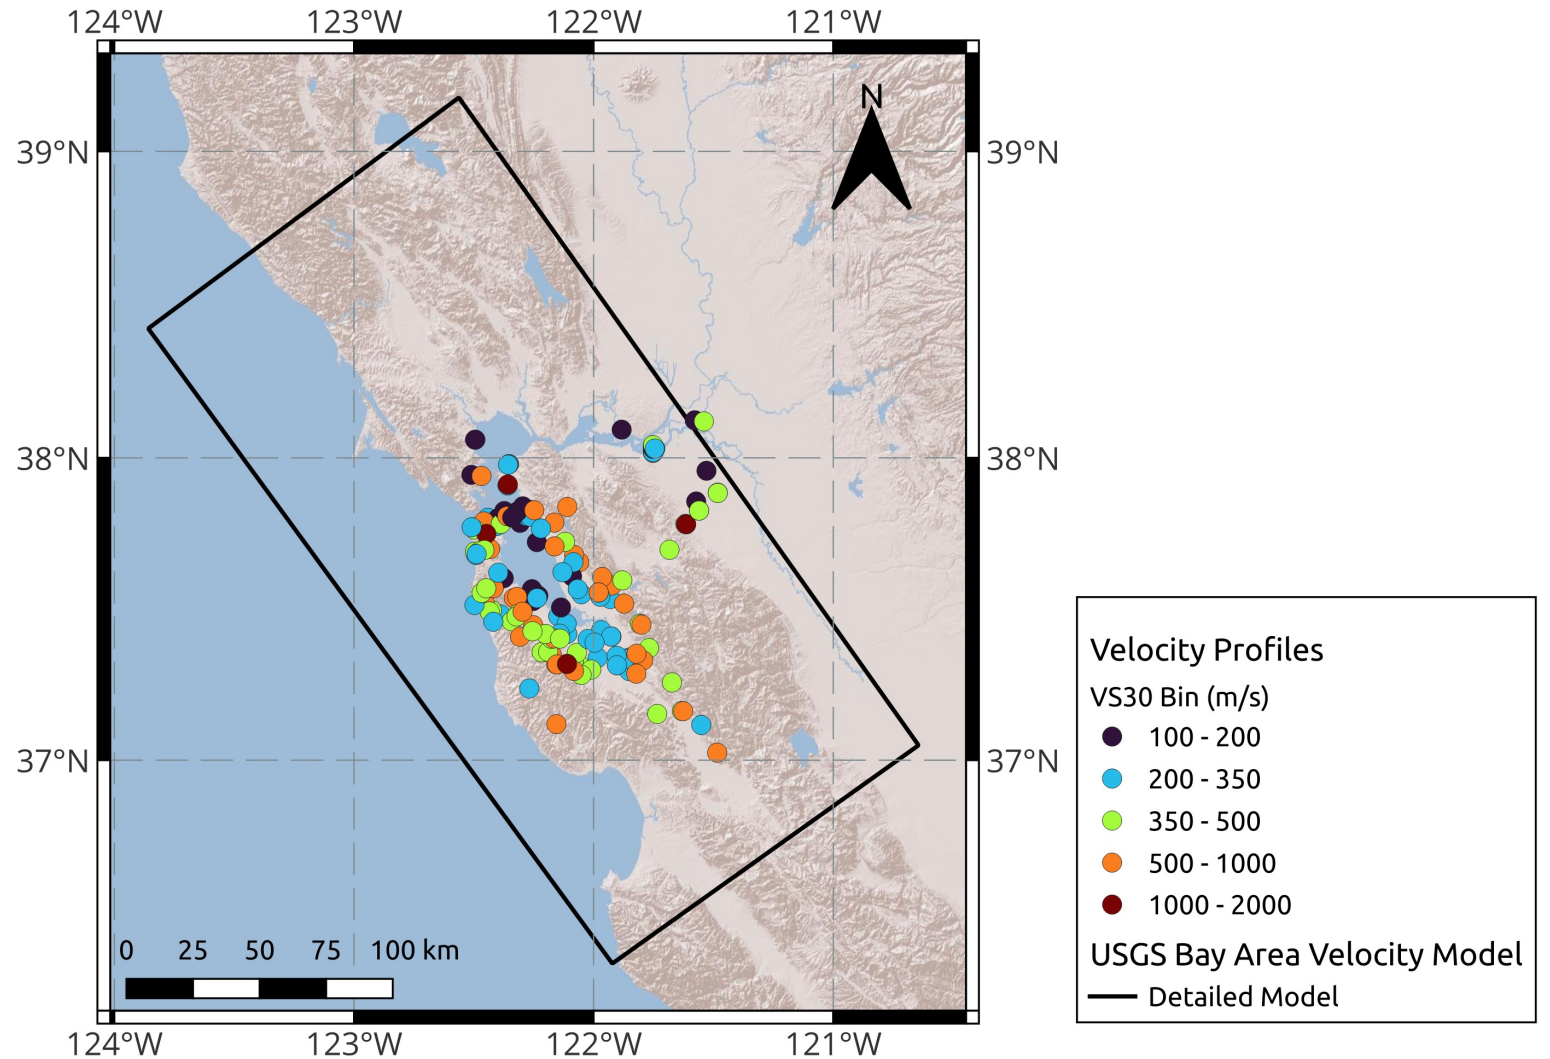 124°W 123°W 122°W 121°W
N
39°N 39°N
38°N 38°N
37°N 37°N
0 25 50 75 100 km
124°W 123°W 122°W 121°W
Velocity Profiles
VS30 Bin (m/s)
100 - 200
200 - 350
350 - 500
500 - 1000
1000 - 2000
USGS Bay Area Velocity Model
Detailed Model